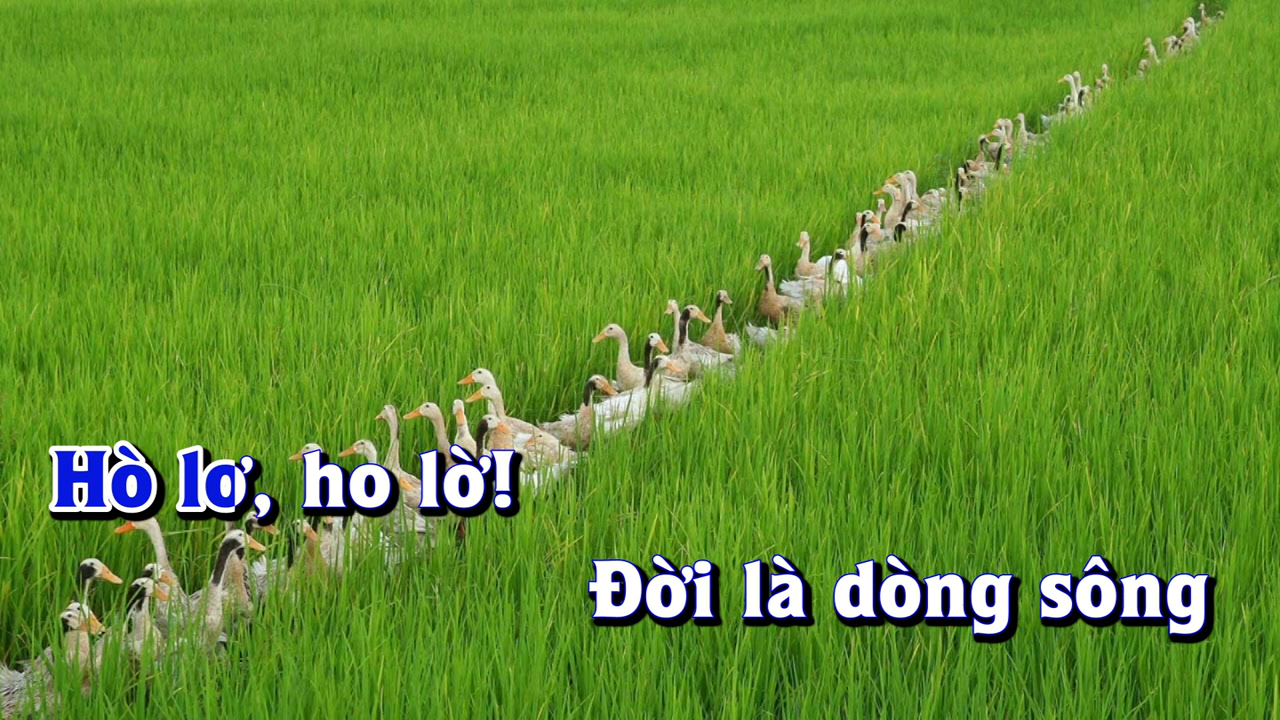 Hò lơ, ho lờ!
Đời là dòng sông